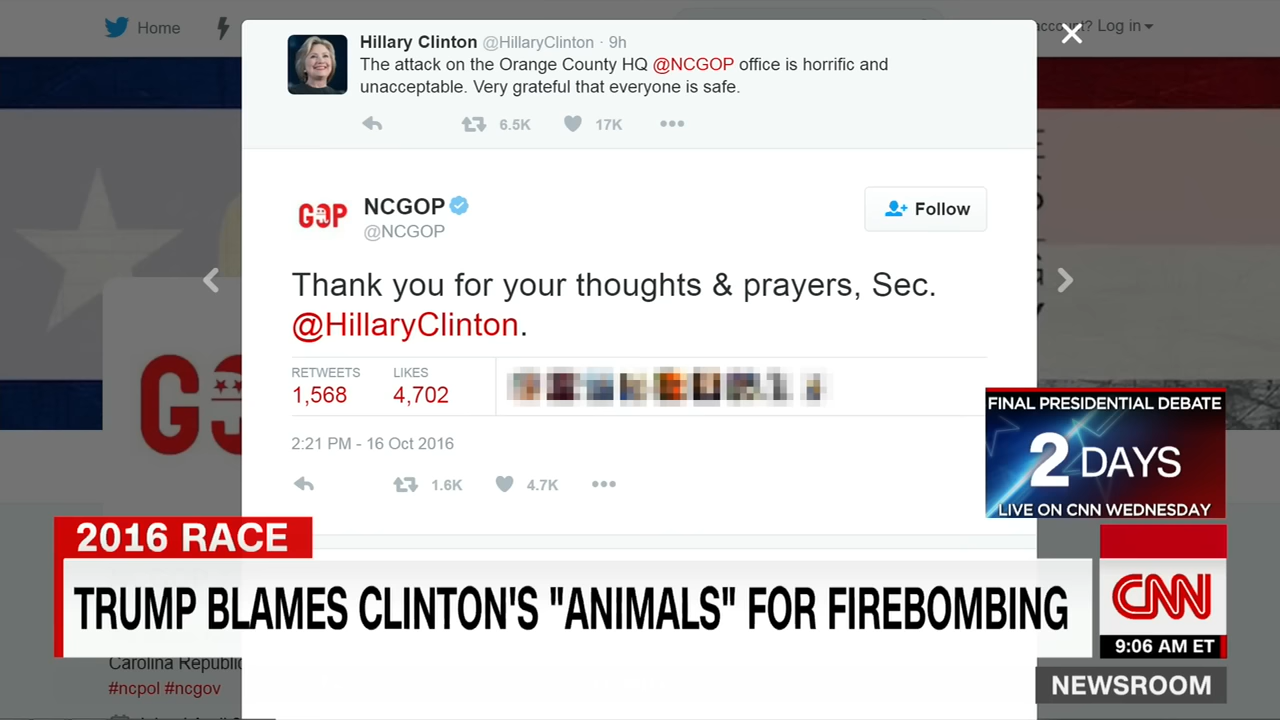 Home
account? Log in
Hillary Clinton @HillaryClinton · 9h
The attack on the Orange County HQ @NCGOP office is horrific and
unacceptable. Very grateful that everyone is safe.
6.5K 17K
GOP
NCGOP
@NCGOP
Follow
Thank you for your thoughts & prayers, Sec.
@HillaryClinton.
RETWEETS LIKES
1,568 4,702
2:21 PM - 16 Oct 2016
1.6K 4.7K
FINAL PRESIDENTIAL DEBATE
2 DAYS
LIVE ON CNN WEDNESDAY
2016 RACE
TRUMP BLAMES CLINTON'S "ANIMALS" FOR FIREBOMBING
CNN
9:06 AM ET
NEWSROOM
Carolina
#ncpol #ncgov